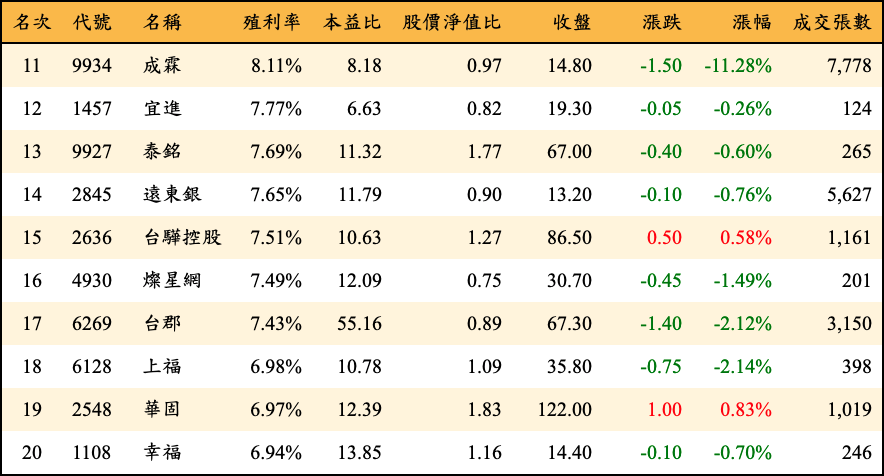 名次 代號 名稱 殖利率 本益比 股價淨值比 收盤 漲跌 漲幅 成交張數
11 9934 成霖 8.11% 8.18 0.97 14.80 -1.50 -11.28% 7,778
12 1457 宜進 7.77% 6.63 0.82 19.30 -0.05 -0.26% 124
13 9927 泰銘 7.69% 11.32 1.77 67.00 -0.40 -0.60% 265
14 2845 遠東銀 7.65% 11.79 0.90 13.20 -0.10 -0.76% 5,627
15 2636 台驊控股 7.51% 10.63 1.27 86.50 0.50 0.58% 1,161
16 4930 燦星網 7.49% 12.09 0.75 30.70 -0.45 -1.49% 201
17 6269 台郡 7.43% 55.16 0.89 67.30 -1.40 -2.12% 3,150
18 6128 上福 6.98% 10.78 1.09 35.80 -0.75 -2.14% 398
19 2548 華固 6.97% 12.39 1.83 122.00 1.00 0.83% 1,019
20 1108 幸福 6.94% 13.85 1.16 14.40 -0.10 -0.70% 246